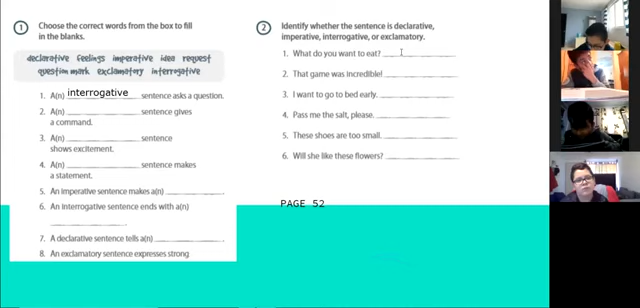 1 Choose the correct words from the box to fill
in the blanks.
declarative feelings imperative idea request
question mark exclamatory interrogative
1. A(n) interrogative sentence asks a question.
2. A(n) sentence gives
a command.
3. A(n) sentence
shows excitement.
4. A(n) sentence makes
a statement.
5. An imperative sentence makes a(n)
6. An interrogative sentence ends with a(n)
7. A declarative sentence tells a(n)
8. An exclamatory sentence expresses strong
2 Identify whether the sentence is declarative,
imperative, interrogative, or exclamatory.
1. What do you want to eat?
2. That game was incredible!
3. I want to go to bed early.
4. Pass me the salt, please.
5. These shoes are too small.
6. Will she like these flowers?
PAGE 52